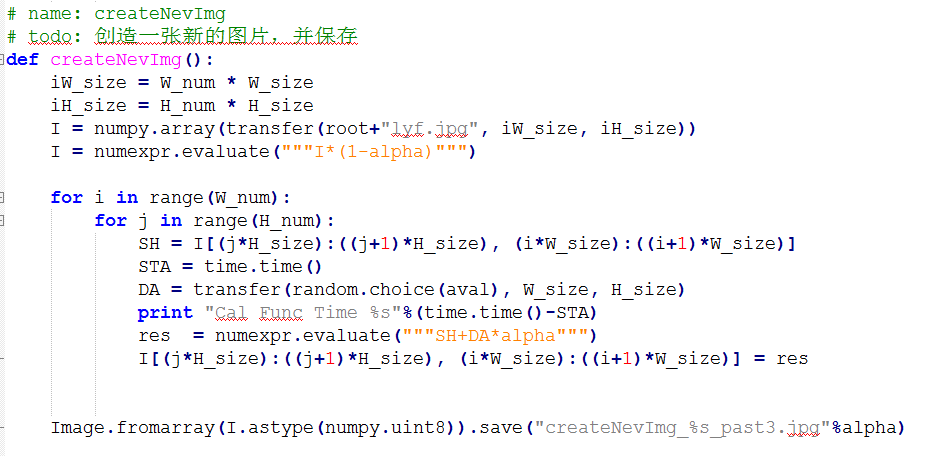 # name: createNevImg
# todo: 创造一张新的图片，并保存
def createNevImg():
    iW_size = W_num * W_size
    iH_size = H_num * H_size
    I = numpy.array(transfer(root+"lyf.jpg", iW_size, iH_size))
    I = numexpr.evaluate("""I*(1-alpha)""")
    for i in range(W_num):
        for j in range(H_num):
            SH = I[(j*H_size):((j+1)*H_size), (i*W_size):((i+1)*W_size)]
            STA = time.time()
            DA = transfer(random.choice(aval), W_size, H_size)
            print "Cal Func Time %s"%(time.time()-STA)
            res  = numexpr.evaluate("""SH+DA*alpha""")
            I[(j*H_size):((j+1)*H_size), (i*W_size):((i+1)*W_size)] = res
    Image.fromarray(I.astype(numpy.uint8)).save("createNevImg_%s_past3.jpg"%alpha)